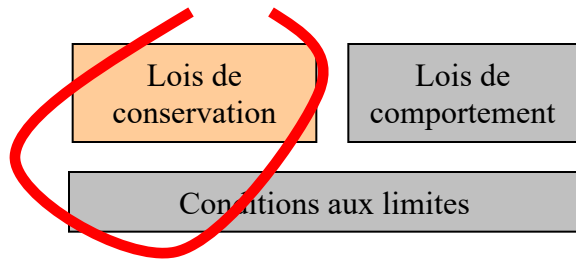 Lois de
conservation
Lois de
comportement
Conditions aux limites